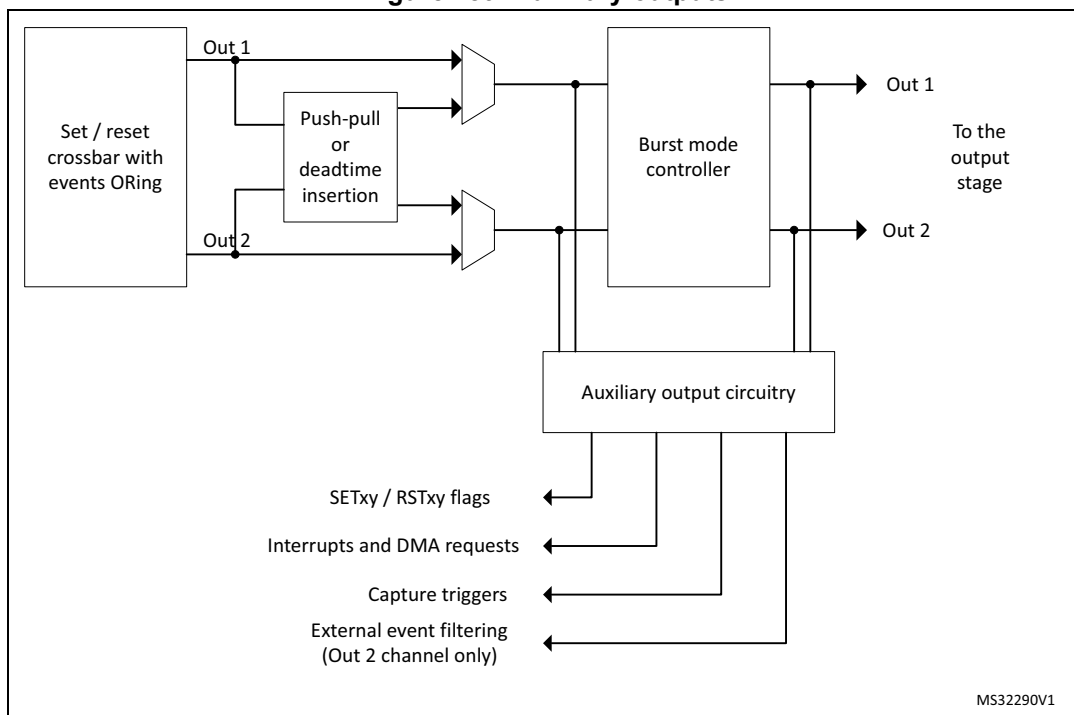 Out 1
Set / reset
crossbar with
events ORing
Out 2
Push-pull
or
deadtime
insertion
Burst mode
controller
Out 1
To the
output
stage
Out 2
Auxiliary output circuitry
SETxy / RSTxy flags
Interrupts and DMA requests
Capture triggers
External event filtering
(Out 2 channel only)
MS32290V1